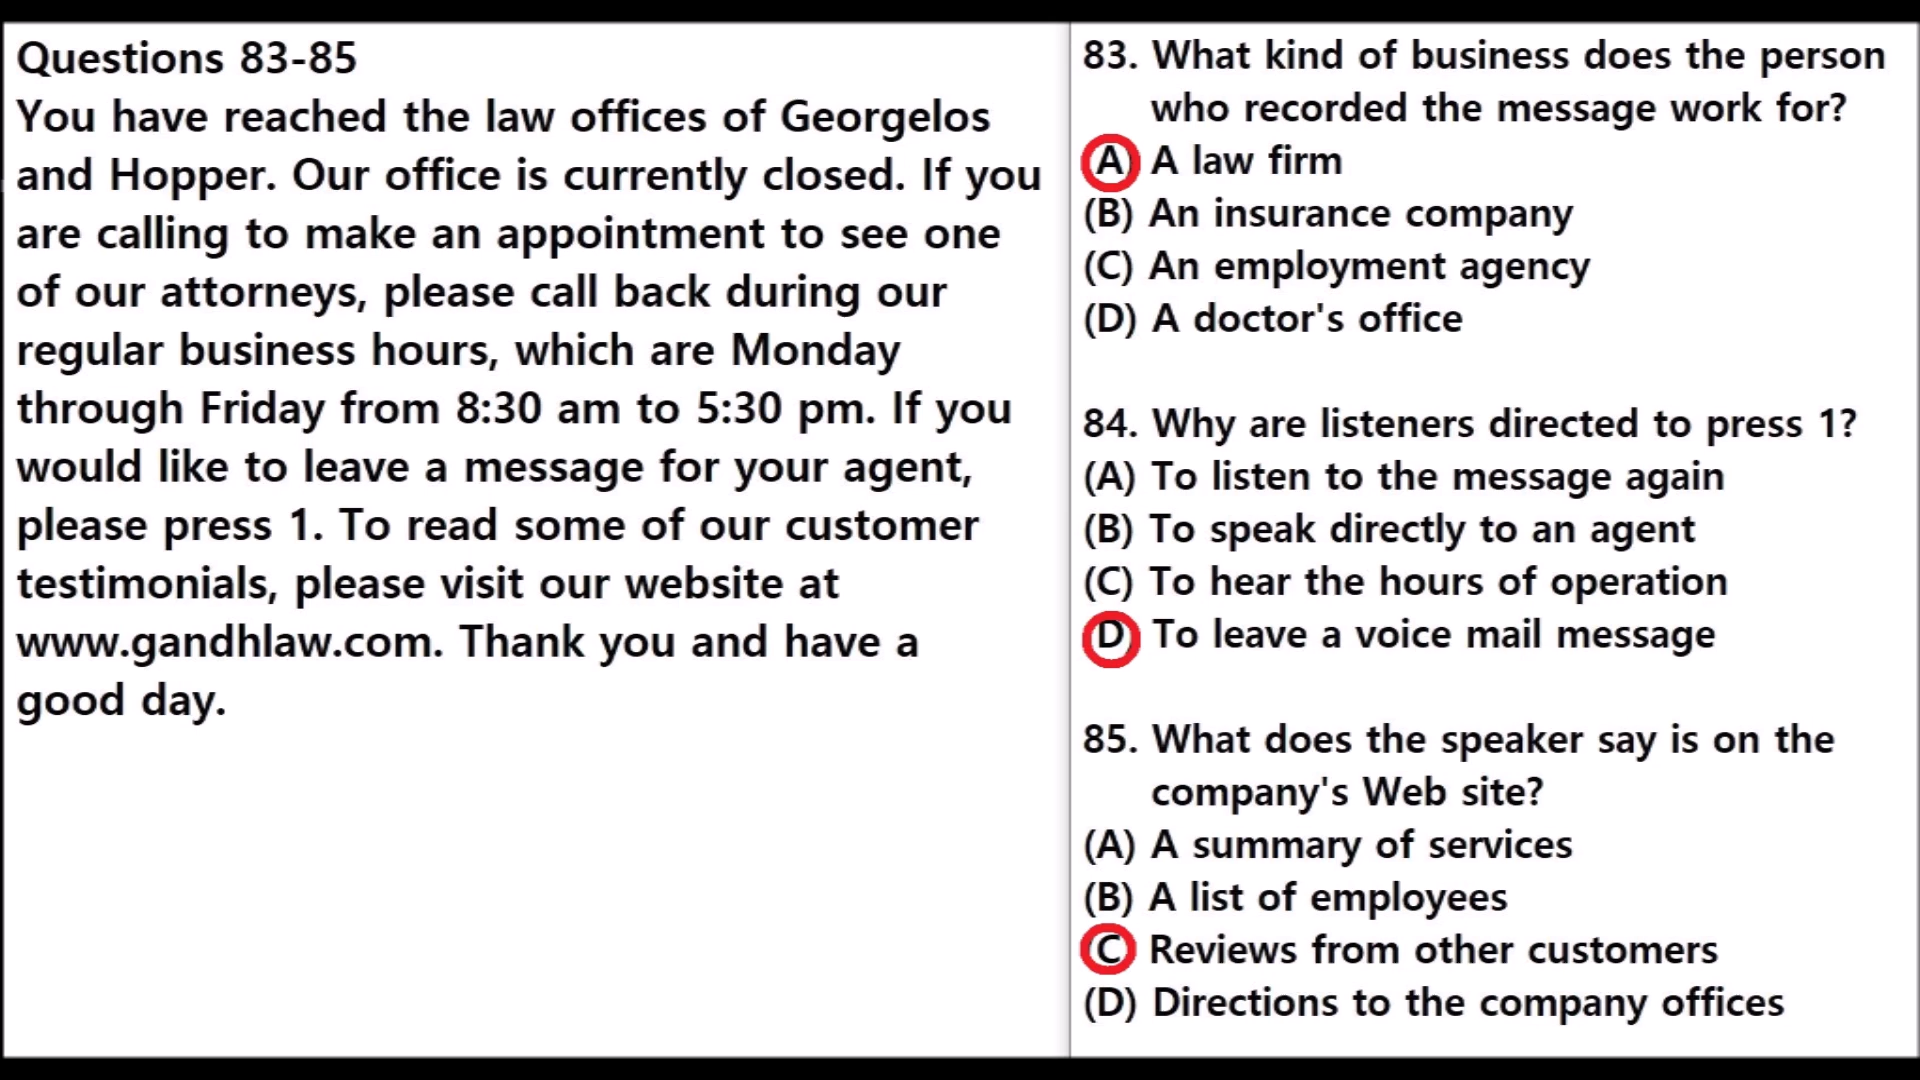 Questions 83-85
You have reached the law offices of Georgelos
and Hopper. Our office is currently closed. If you
are calling to make an appointment to see one
of our attorneys, please call back during our
regular business hours, which are Monday
through Friday from 8:30 am to 5:30 pm. If you
would like to leave a message for your agent,
please press 1. To read some of our customer
testimonials, please visit our website at
www.gandhlaw.com. Thank you and have a
good day.
83. What kind of business does the person
who recorded the message work for?
(A) A law firm
(B) An insurance company
(C) An employment agency
(D) A doctor's office
84. Why are listeners directed to press 1?
(A) To listen to the message again
(B) To speak directly to an agent
(C) To hear the hours of operation
(D) To leave a voice mail message
85. What does the speaker say is on the
company's Web site?
(A) A summary of services
(B) A list of employees
(C) Reviews from other customers
(D) Directions to the company offices